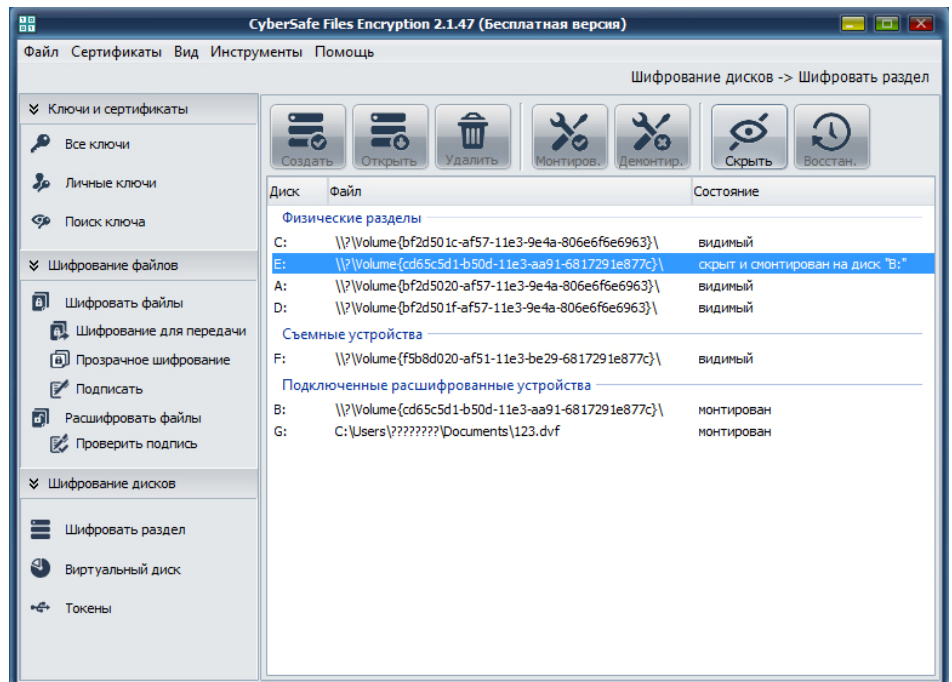 CyberSafe Files Encryption 2.1.47 (Бесплатная версия)
Файл Сертификаты Вид Инструменты Помощь
Шифрование дисков -> Шифровать раздел
Ключи и сертификаты
Все ключи
Личные ключи
Поиск ключа
Шифрование файлов
Шифровать файлы
Шифрование для передачи
Прозрачное шифрование
Подписать
Расшифровать файлы
Проверить подпись
Шифрование дисков
Шифровать раздел
Виртуальный диск
Токены
Создать Открыть Удалить Монтиров. Демонтир. Скрыть Восстан.
Диск Файл Состояние
Физические разделы
C: \\?\Volume{bf2d501c-af57-11e3-9e4a-806e6f6e6963}\ видимый
E: \\?\Volume{cd65c5d1-b50d-11e3-aa91-6817291e877c}\ скрыт и смонтирован на диск "B:"
A: \\?\Volume{bf2d5020-af57-11e3-9e4a-806e6f6e6963}\ видимый
D: \\?\Volume{bf2d501f-af57-11e3-9e4a-806e6f6e6963}\ видимый
Съемные устройства
F: \\?\Volume{f5b8d020-af51-11e3-be29-6817291e877c}\ видимый
Подключенные расшифрованные устройства
B: \\?\Volume{cd65c5d1-b50d-11e3-aa91-6817291e877c}\ монтирован
G: C:\Users\????????\Documents\123.dvf монтирован